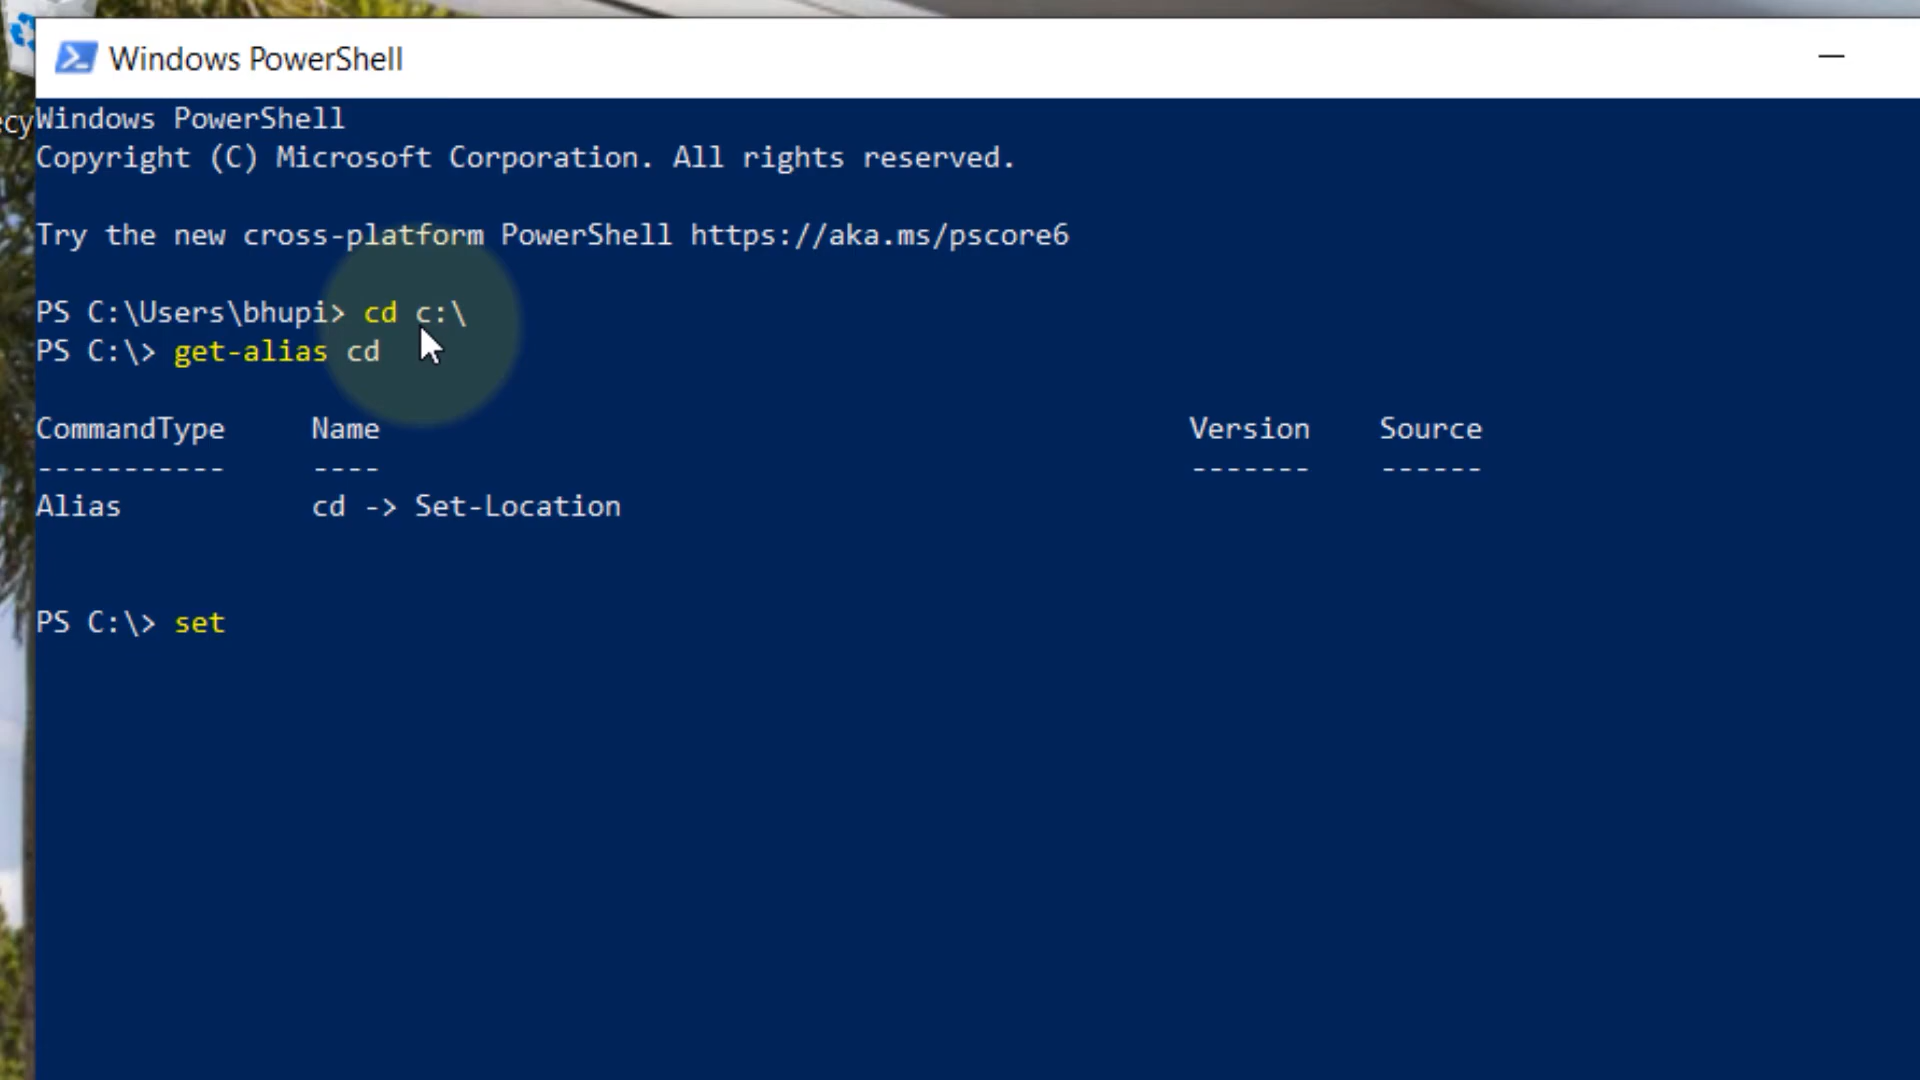 Windows PowerShell
ecy
Windows PowerShell
Copyright (C) Microsoft Corporation. All rights reserved.
Try the new cross-platform PowerShell https://aka.ms/pscore6
PS C:\Users\bhupi> cd c:\
PS C:\> get-alias cd
CommandType Name Version Source
----------- ---- ------- ------
Alias cd -> Set-Location
PS C:\> set